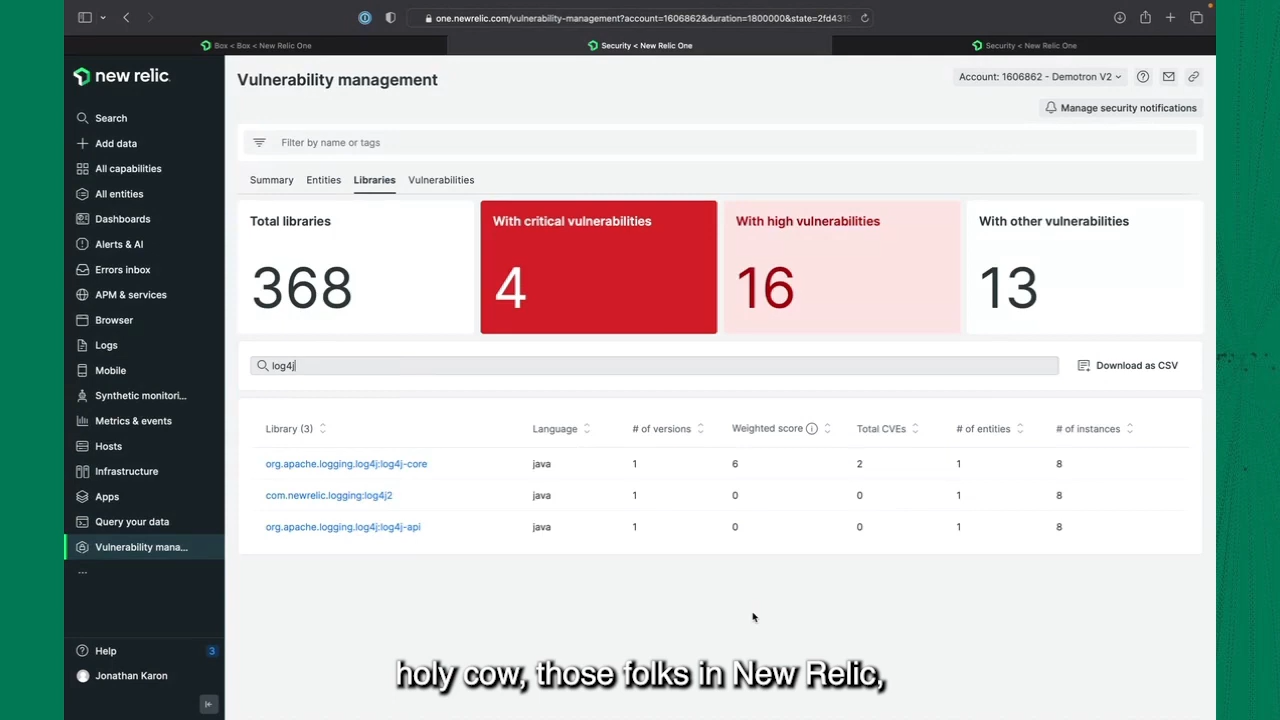 one.newrelic.com/vulnerability-management?account=1606862&duration=1800000&state=2fd431
Box < Box < New Relic One
Security < New Relic One
Security < New Relic One
new relic.
Vulnerability management
Account: 1606862 - Demotron V2
Manage security notifications
Search
Add data
All capabilities
All entities
Dashboards
Alerts & AI
Errors inbox
APM & services
Browser
Logs
Mobile
Synthetic monitori...
Metrics & events
Hosts
Infrastructure
Apps
Query your data
Vulnerability mana...
...
Help 3
Jonathan Karon
Filter by name or tags
Summary Entities Libraries Vulnerabilities
Total libraries
368
With critical vulnerabilities
4
With high vulnerabilities
16
With other vulnerabilities
13
log4j
Download as CSV
Library (3) Language # of versions Weighted score Total CVEs # of entities # of instances
org.apache.logging.log4j:log4j-core java 1 6 2 1 8
com.newrelic.logging:log4j2 java 1 0 0 1 8
org.apache.logging.log4j:log4j-api java 1 0 0 1 8
holy cow, those folks in New Relic,